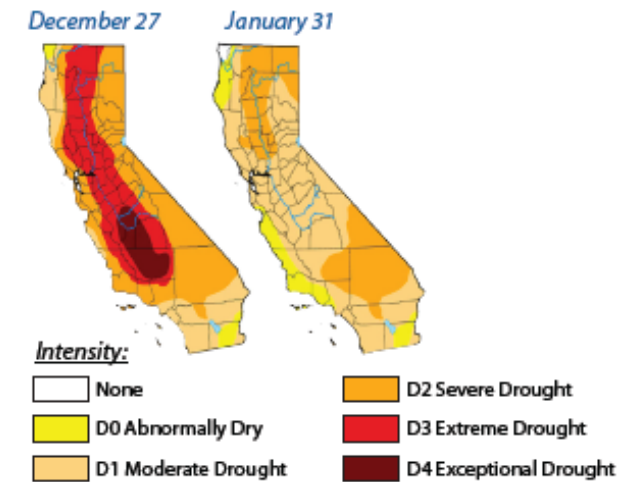 December 27
January 31
Intensity:
None
D0 Abnormally Dry
D1 Moderate Drought
D2 Severe Drought
D3 Extreme Drought
D4 Exceptional Drought